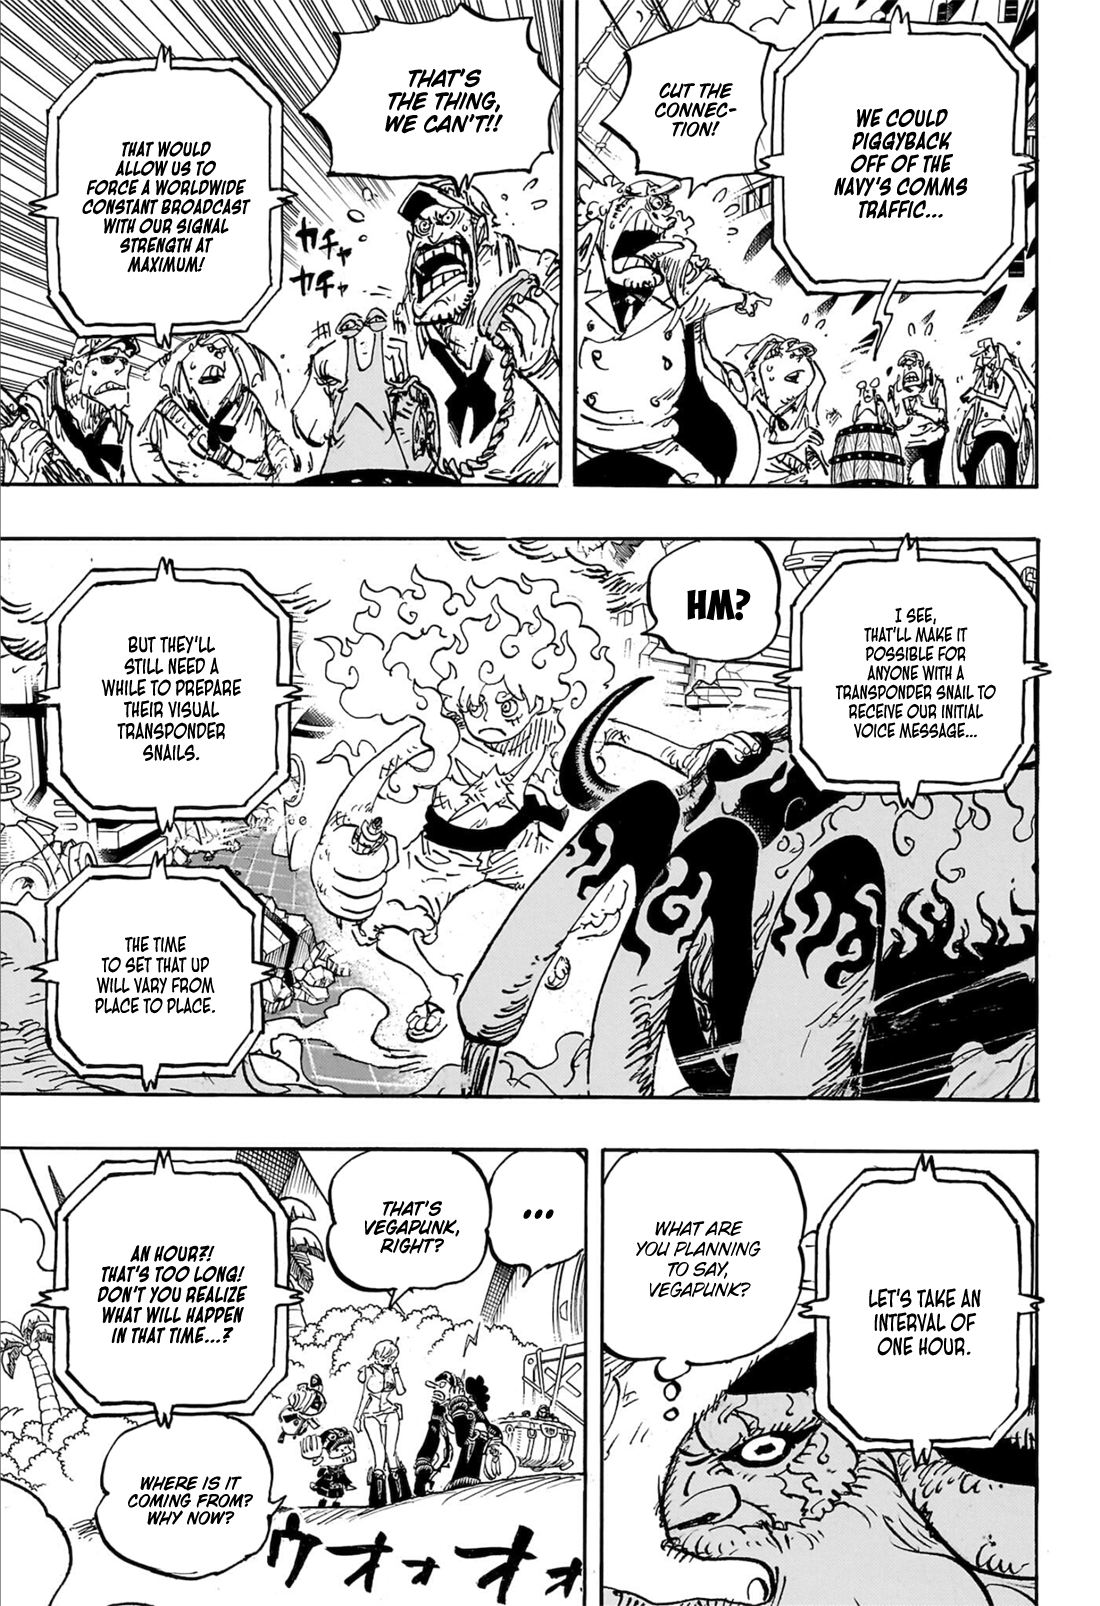 WE COULD
PIGGYBACK
OFF OF THE
NAVY'S COMMS
TRAFFIC...
CUT THE
CONNEC-
TION!
THAT'S
THE THING,
WE CAN'T!!
ガチャ
ガチャ
THAT WOULD
ALLOW US TO
FORCE A WORLDWIDE
CONSTANT BROADCAST
WITH OUR SIGNAL
STRENGTH AT
MAXIMUM!
I SEE,
THAT'LL MAKE IT
POSSIBLE FOR
ANYONE WITH A
TRANSPONDER SNAIL TO
RECEIVE OUR INITIAL
VOICE MESSAGE...
HM?
BUT THEY'LL
STILL NEED A
WHILE TO PREPARE
THEIR VISUAL
TRANSPONDER
SNAILS.
THE TIME
TO SET THAT UP
WILL VARY FROM
PLACE TO PLACE.
LET'S TAKE AN
INTERVAL OF
ONE HOUR.
WHAT ARE
YOU PLANNING
TO SAY,
VEGAPUNK?
...
THAT'S
VEGAPUNK,
RIGHT?
AN HOUR?!
THAT'S TOO LONG!
DON'T YOU REALIZE
WHAT WILL HAPPEN
IN THAT TIME...?
WHERE IS IT
COMING FROM?
WHY NOW?
ウオォオオ